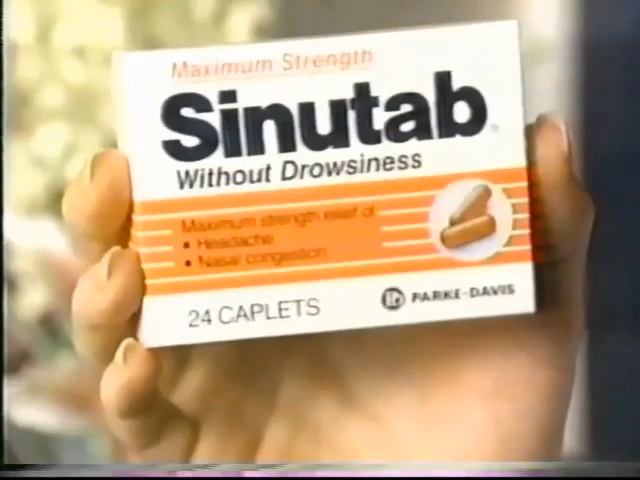 Maximum Strength
Sinutab
Without Drowsiness
Maximum strength relief of
• Headache
• Nasal congestion
24 CAPLETS
PARKE-DAVIS